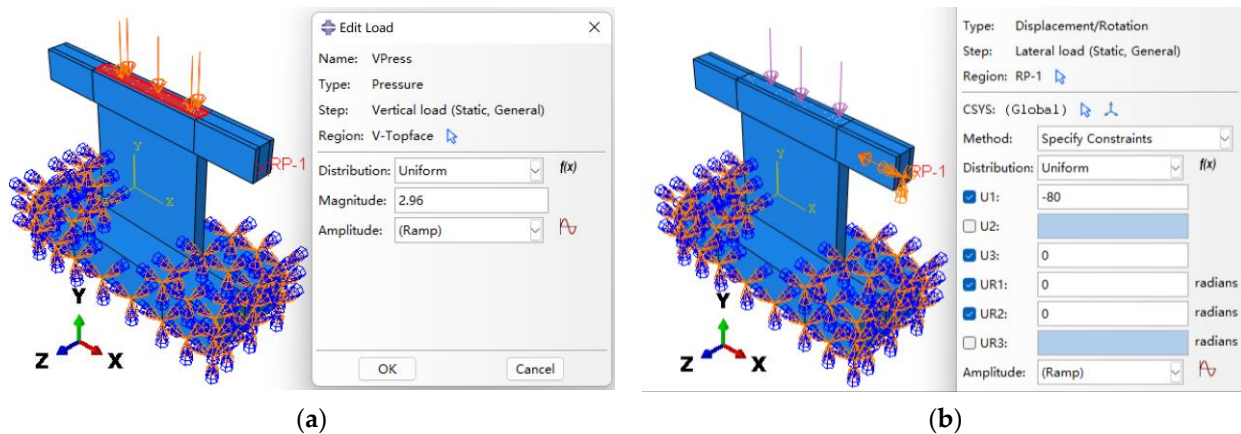 Edit Load
Name: VPress
Type: Pressure
Step: Vertical load (Static, General)
Region: V-Topface
Distribution: Uniform f(x)
Magnitude: 2.96
Amplitude: (Ramp)
OK Cancel
RP-1
Y
X
Y
Z X
(a)
Type: Displacement/Rotation
Step: Lateral load (Static, General)
Region: RP-1
CSYS: (Global)
Method: Specify Constraints
Distribution: Uniform f(x)
U1: -80
U2:
U3: 0
UR1: 0 radians
UR2: 0 radians
UR3: radians
Amplitude: (Ramp)
RP-1
Y
X
Y
Z X
(b)